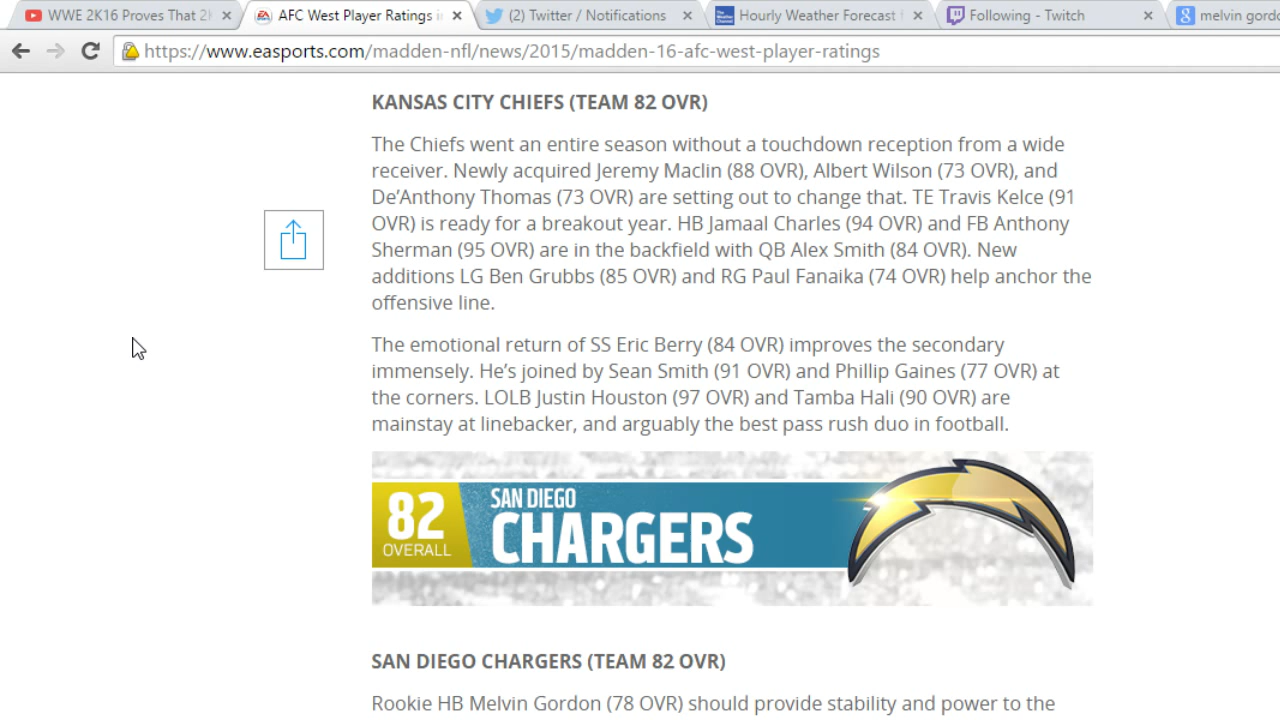 WWE 2K16 Proves That 2
AFC West Player Ratings i
(2) Twitter / Notifications
Hourly Weather Forecast
Following - Twitch
melvin gord
https://www.easports.com/madden-nfl/news/2015/madden-16-afc-west-player-ratings
KANSAS CITY CHIEFS (TEAM 82 OVR)
The Chiefs went an entire season without a touchdown reception from a wide
receiver. Newly acquired Jeremy Maclin (88 OVR), Albert Wilson (73 OVR), and
De’Anthony Thomas (73 OVR) are setting out to change that. TE Travis Kelce (91
OVR) is ready for a breakout year. HB Jamaal Charles (94 OVR) and FB Anthony
Sherman (95 OVR) are in the backfield with QB Alex Smith (84 OVR). New
additions LG Ben Grubbs (85 OVR) and RG Paul Fanaika (74 OVR) help anchor the
offensive line.
The emotional return of SS Eric Berry (84 OVR) improves the secondary
immensely. He’s joined by Sean Smith (91 OVR) and Phillip Gaines (77 OVR) at
the corners. LOLB Justin Houston (97 OVR) and Tamba Hali (90 OVR) are
mainstay at linebacker, and arguably the best pass rush duo in football.
82
OVERALL
SAN DIEGO
CHARGERS
SAN DIEGO CHARGERS (TEAM 82 OVR)
Rookie HB Melvin Gordon (78 OVR) should provide stability and power to the